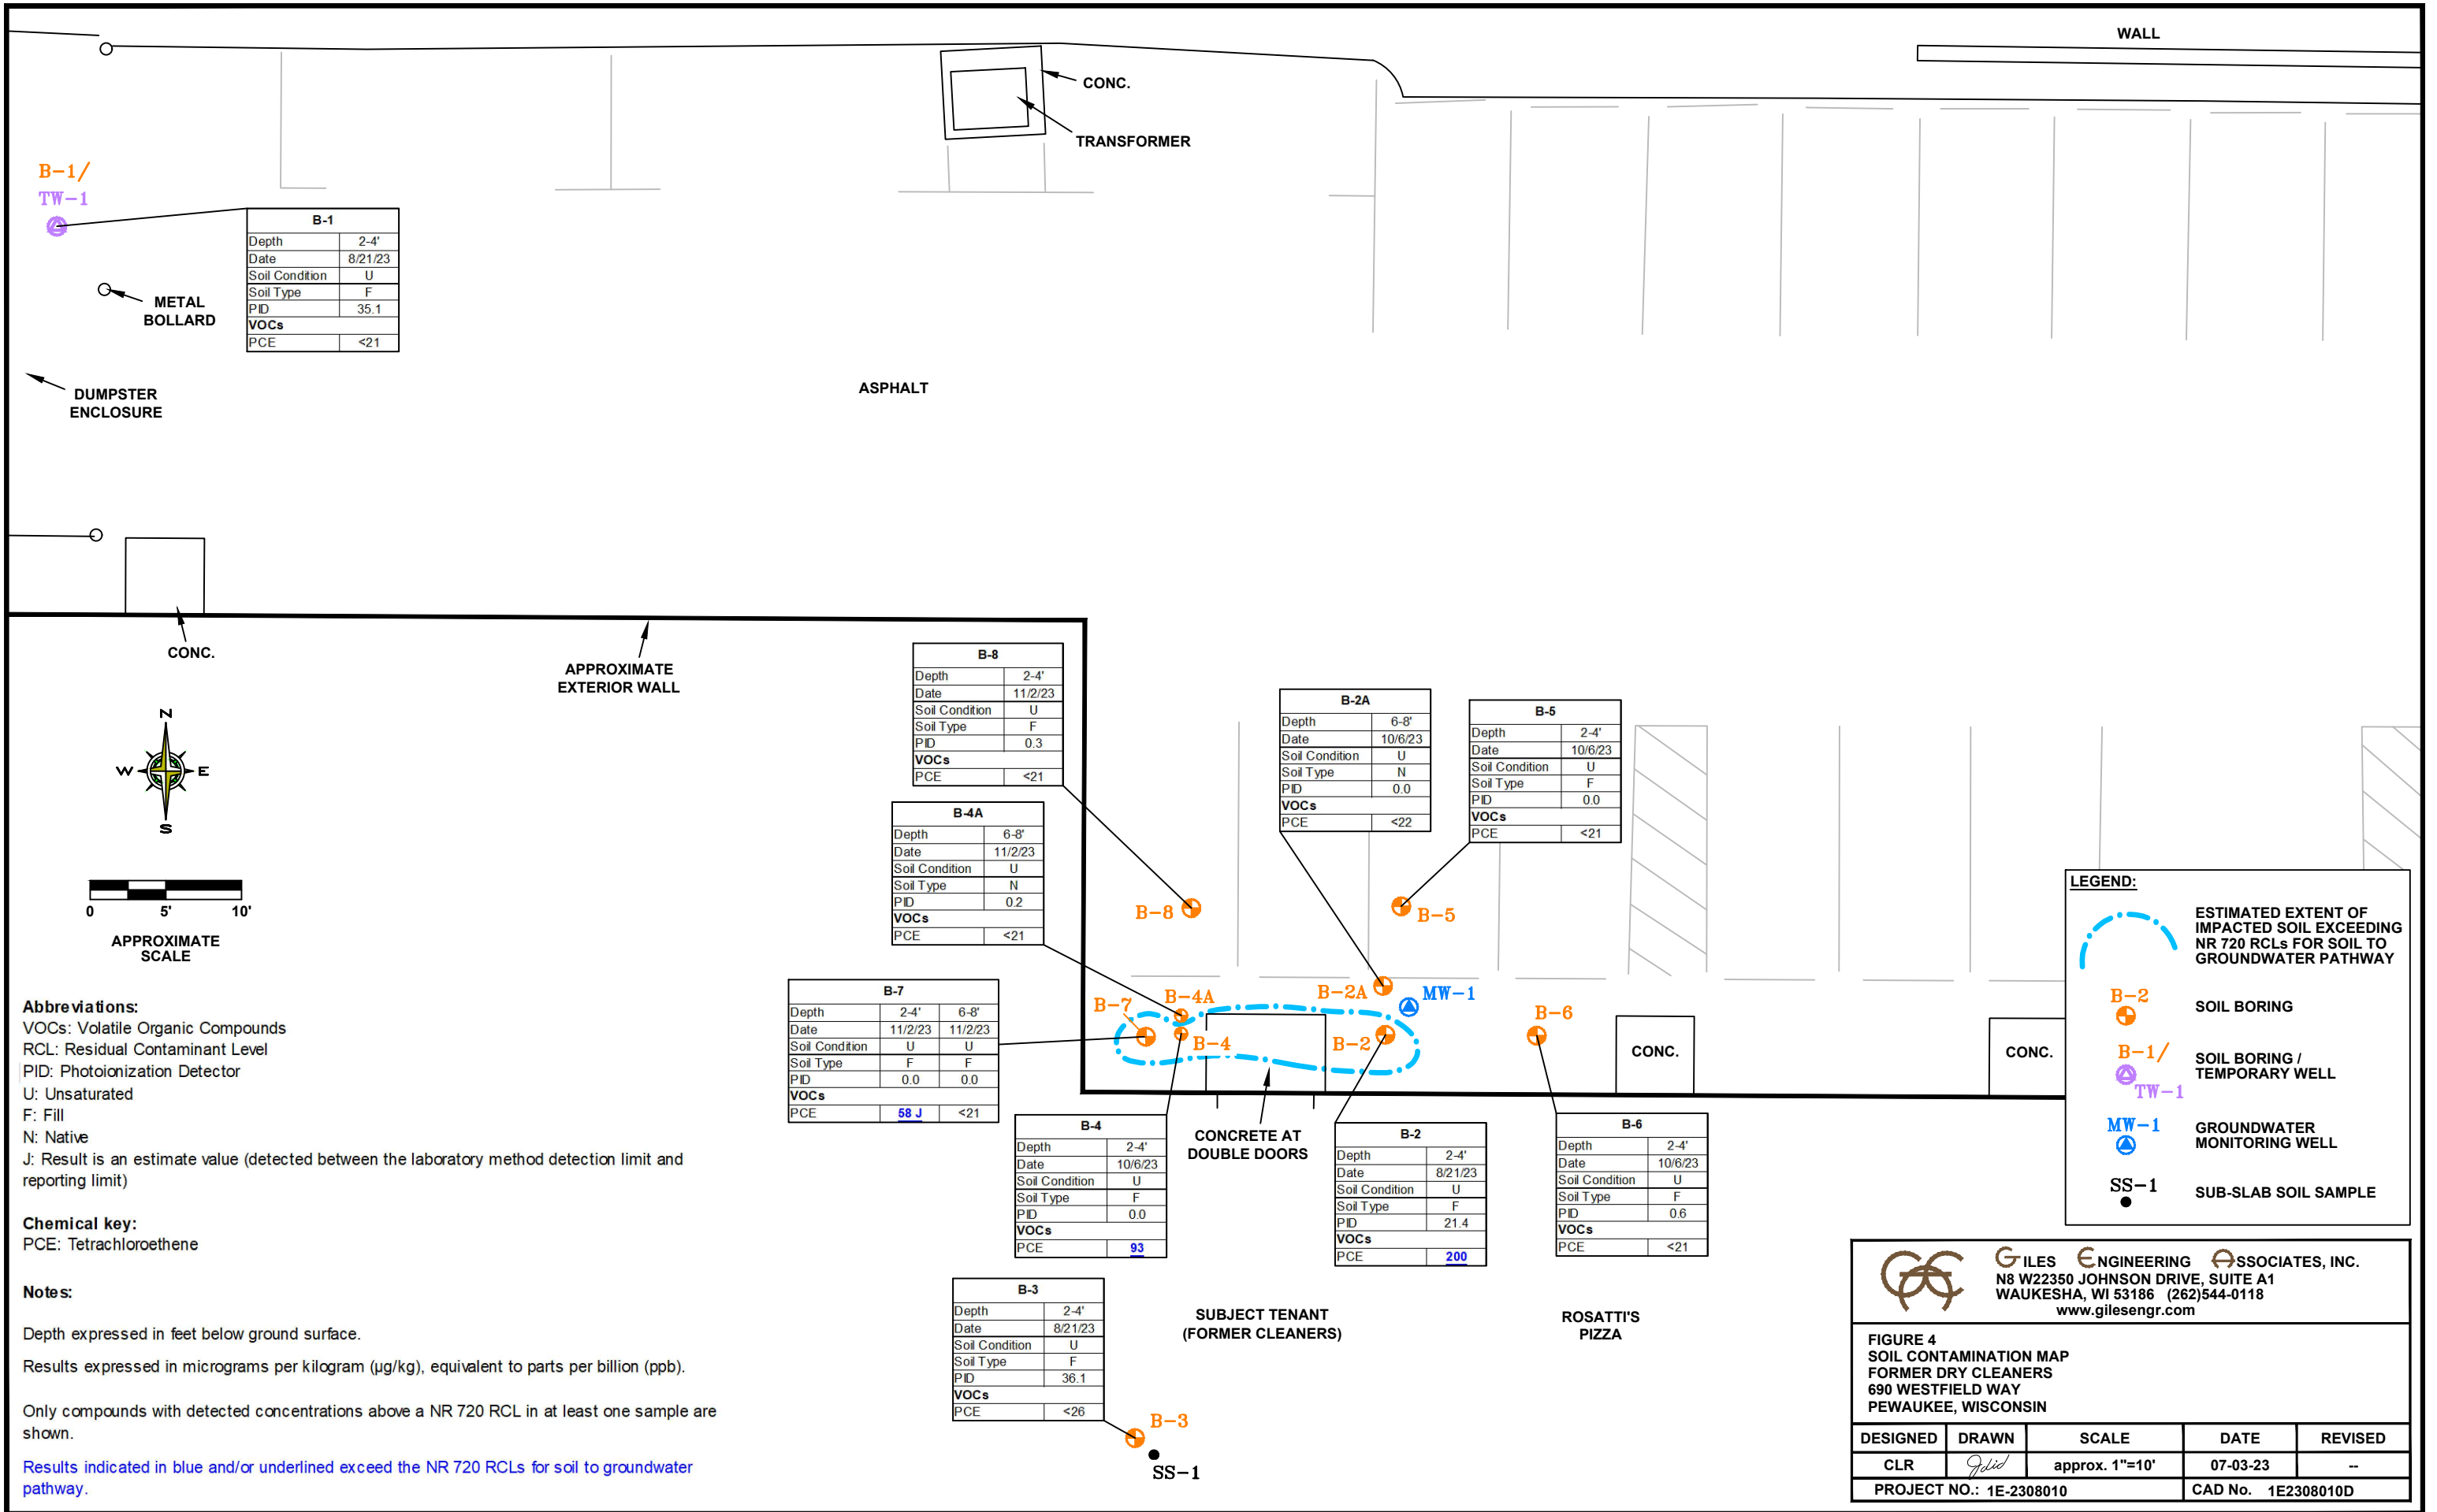 WALL
CONC.
TRANSFORMER
B-1/
TW-1
B-1
Depth 2-4'
Date 8/21/23
Soil Condition U
Soil Type F
PID 35.1
VOCs
PCE <21
METAL
BOLLARD
DUMPSTER
ENCLOSURE
ASPHALT
CONC.
APPROXIMATE
EXTERIOR WALL
N
W E
S
0 5' 10'
APPROXIMATE
SCALE
B-8
Depth 2-4'
Date 11/2/23
Soil Condition U
Soil Type F
PID 0.3
VOCs
PCE <21
B-2A
Depth 6-8'
Date 10/6/23
Soil Condition U
Soil Type N
PID 0.0
VOCs
PCE <22
B-5
Depth 2-4'
Date 10/6/23
Soil Condition U
Soil Type F
PID 0.0
VOCs
PCE <21
B-4A
Depth 6-8'
Date 11/2/23
Soil Condition U
Soil Type N
PID 0.2
VOCs
PCE <21
B-8
B-5
B-7
Depth 2-4' 6-8'
Date 11/2/23 11/2/23
Soil Condition U U
Soil Type F F
PID 0.0 0.0
VOCs
PCE 58 J <21
B-7
B-4A
B-4
B-2A
MW-1
B-2
B-6
CONC.
CONC.
B-4
Depth 2-4'
Date 10/6/23
Soil Condition U
Soil Type F
PID 0.0
VOCs
PCE 93
CONCRETE AT
DOUBLE DOORS
B-2
Depth 2-4'
Date 8/21/23
Soil Condition U
Soil Type F
PID 21.4
VOCs
PCE 200
B-6
Depth 2-4'
Date 10/6/23
Soil Condition U
Soil Type F
PID 0.6
VOCs
PCE <21
B-3
Depth 2-4'
Date 8/21/23
Soil Condition U
Soil Type F
PID 36.1
VOCs
PCE <26
SUBJECT TENANT
(FORMER CLEANERS)
ROSATTI'S
PIZZA
B-3
SS-1
Abbreviations:
VOCs: Volatile Organic Compounds
RCL: Residual Contaminant Level
PID: Photoionization Detector
U: Unsaturated
F: Fill
N: Native
J: Result is an estimate value (detected between the laboratory method detection limit and
reporting limit)
Chemical key:
PCE: Tetrachloroethene
Notes:
Depth expressed in feet below ground surface.
Results expressed in micrograms per kilogram (µg/kg), equivalent to parts per billion (ppb).
Only compounds with detected concentrations above a NR 720 RCL in at least one sample are
shown.
Results indicated in blue and/or underlined exceed the NR 720 RCLs for soil to groundwater
pathway.
LEGEND:
ESTIMATED EXTENT OF
IMPACTED SOIL EXCEEDING
NR 720 RCLs FOR SOIL TO
GROUNDWATER PATHWAY
B-2
SOIL BORING
B-1/
TW-1
SOIL BORING /
TEMPORARY WELL
MW-1
GROUNDWATER
MONITORING WELL
SS-1
SUB-SLAB SOIL SAMPLE
GILES ENGINEERING ASSOCIATES, INC.
N8 W22350 JOHNSON DRIVE, SUITE A1
WAUKESHA, WI 53186 (262)544-0118
www.gilesengr.com
FIGURE 4
SOIL CONTAMINATION MAP
FORMER DRY CLEANERS
690 WESTFIELD WAY
PEWAUKEE, WISCONSIN
DESIGNED DRAWN SCALE DATE REVISED
CLR approx. 1"=10' 07-03-23 --
PROJECT NO.: 1E-2308010 CAD No. 1E2308010D